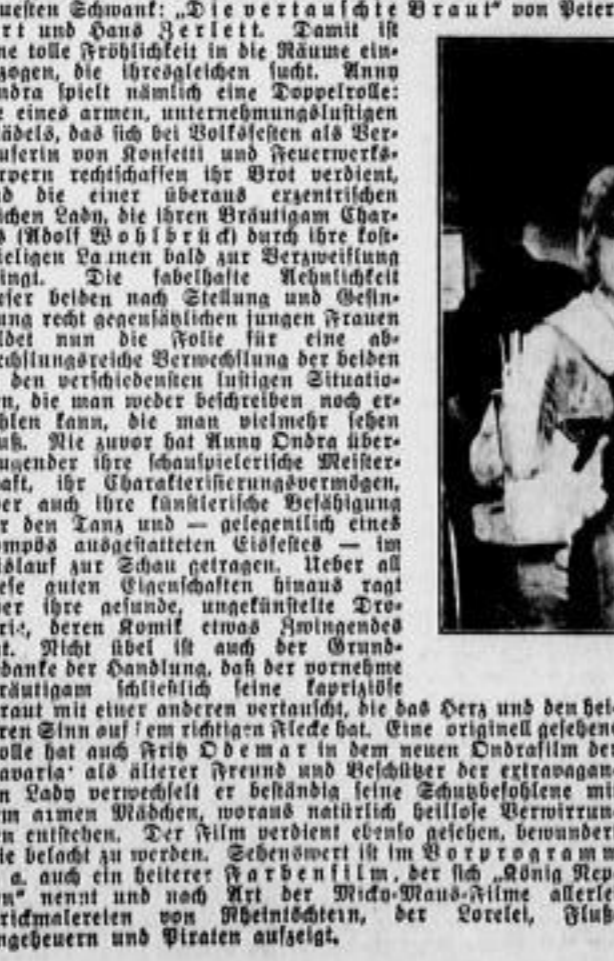 uesten Schwank: „Die vertauschte Braut“ von Peter
rt und Hans Zerlett. Damit ist
ne tolle Fröhlichkeit in die Räume ein-
zogen, die ihresgleichen sucht. Anny
ndra spielt nämlich eine Doppelrolle:
e eines armen, unternehmungslustigen
ädels, das sich bei Volksfesten als Ver-
uferin von Konfetti und Feuerwerks-
rpern rechtschaffen ihr Brot verdient,
d die einer überaus exzentrischen
ichen Lady, die ihren Bräutigam Char-
s (Adolf Wohlbrück) durch ihre kost-
ieligen Launen bald zur Verzweiflung
ingt. Die fabelhafte Aehnlichkeit
eser beiden nach Stellung und Gesin-
ung recht gegensätzlichen jungen Frauen
ldet nun die Folie für eine ab-
echslungsreiche Verwechslung der beiden
den verschiedensten lustigen Situatio-
n, die man weder beschreiben noch er-
hlen kann, die man vielmehr sehen
uß. Nie zuvor hat Anny Ondra über-
ugender ihre schauspielerische Meister-
aft, ihr Charakterisierungsvermögen,
er auch ihre künstlerische Befähigung
r den Tanz und — gelegentlich eines
ompös ausgestatteten Eisfestes — im
islauf zur Schau getragen. Ueber all
ese guten Eigenschaften hinaus ragt
er ihre gesunde, ungekünstelte Dro-
rie, deren Komik etwas Zwingendes
t. Nicht übel ist auch der Grund-
danke der Handlung, daß der vornehme
räutigam schließlich seine kapriziöse
raut mit einer anderen vertauscht, die das Herz und den hei-
ren Sinn auf dem richtigen Flecke hat. Eine originell gesehene
olle hat auch Fritz Odemar in dem neuen Ondrafilm der
avaria als älterer Freund und Beschützer der extravagan-
n Lady verwechselt er beständig seine Schutzbefohlene mit
m armen Mädchen, woraus natürlich heillose Verwirrun
en entstehen. Der Film verdient ebenso gesehen, bewundert
ie belacht zu werden. Sehenswert ist im Vorprogramm
a. auch ein heiterer Farbenfilm, der sich „König Nep-
n“ nennt und nach Art der Micky-Maus-Filme allerlei
rickmalereien von Rheintöchtern, der Lorelei, Fluß-
ngeheuern und Piraten aufzeigt.